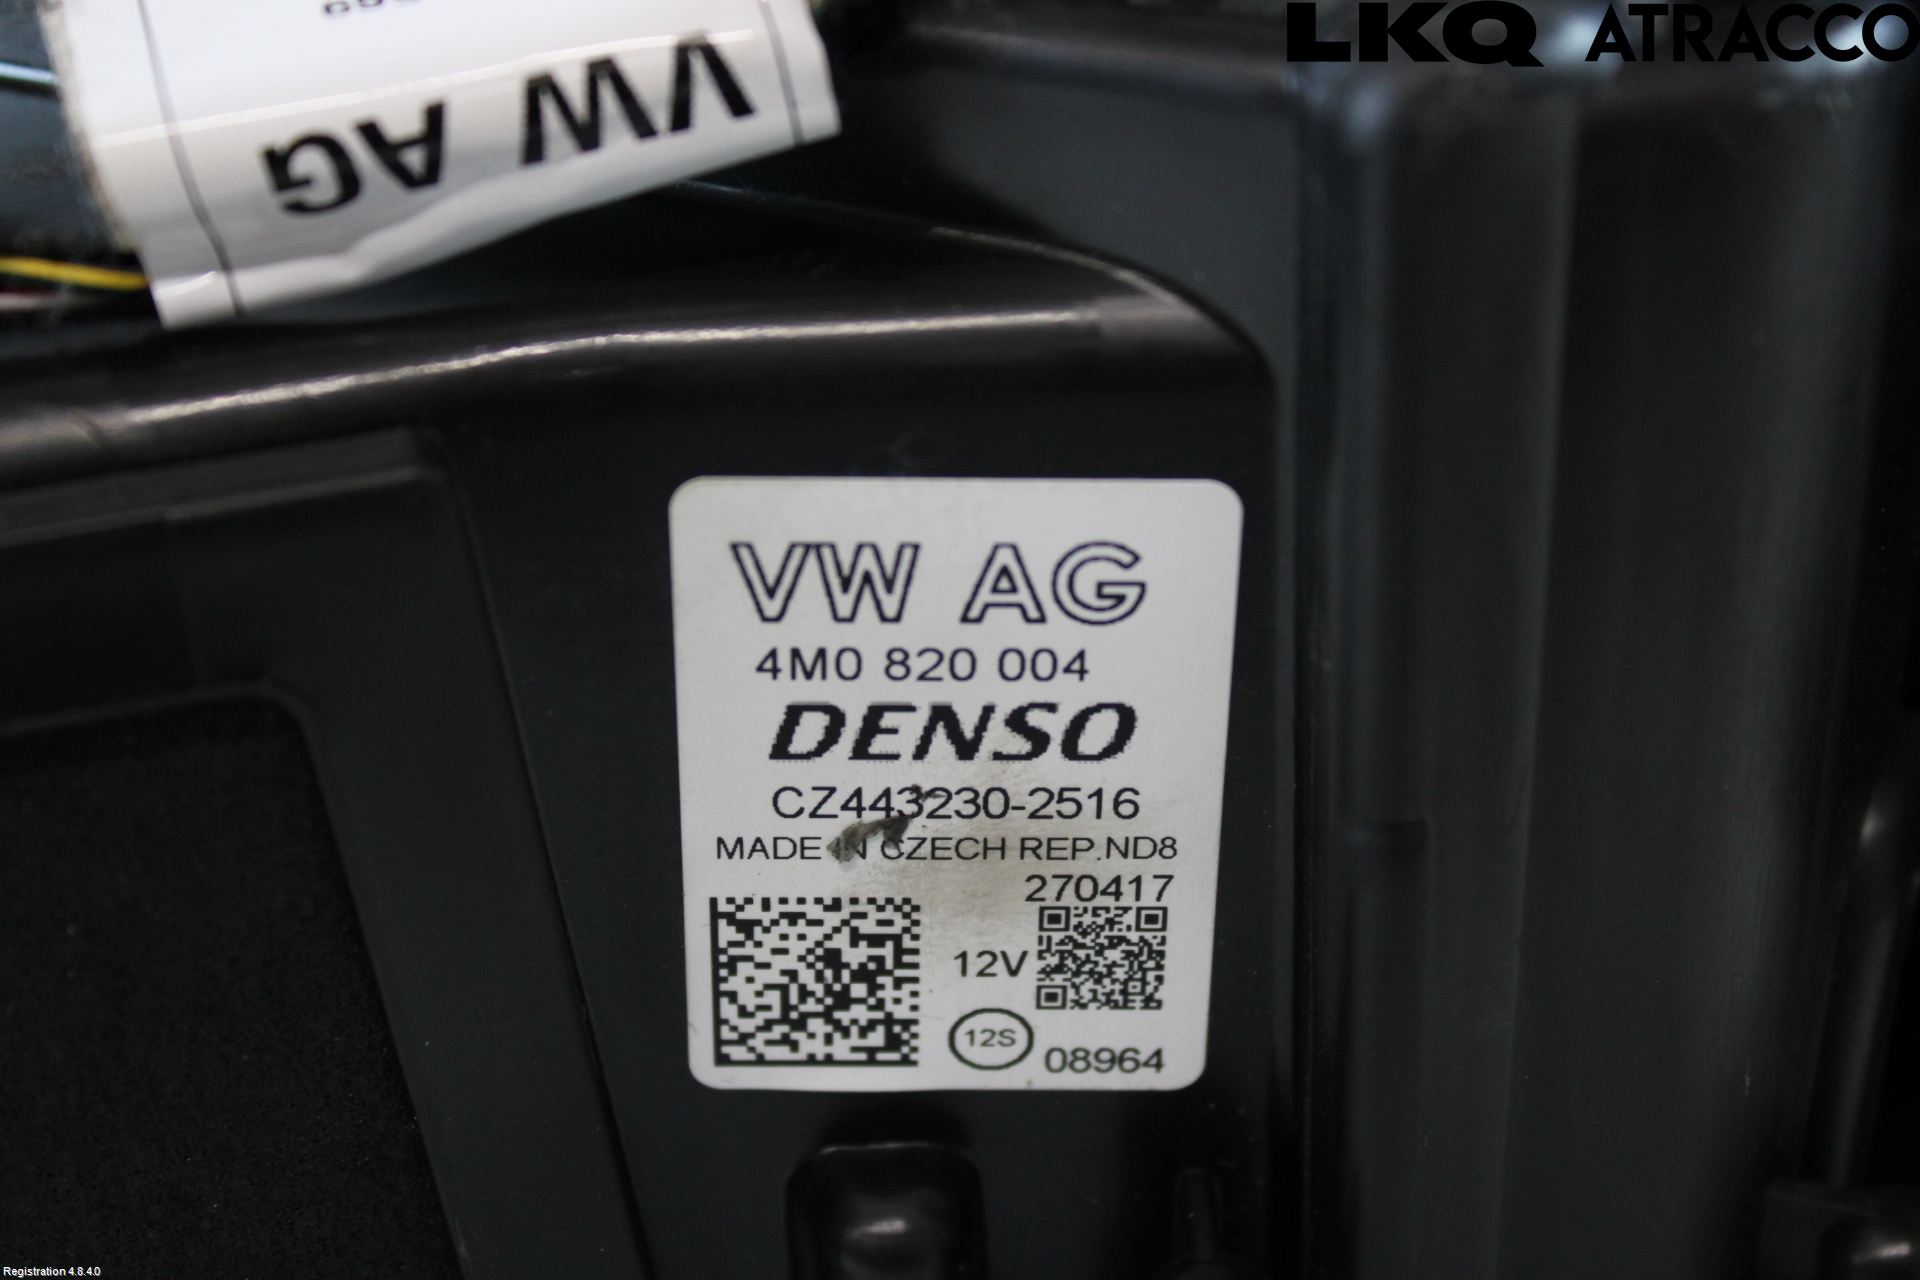 LKQ ATRACCO
VW AG
VW AG
4M0 820 004
DENSO
CZ443230-2516
MADE IN CZECH REP.ND8
270417
12V
12S
08964
Registration 4.8.4.0